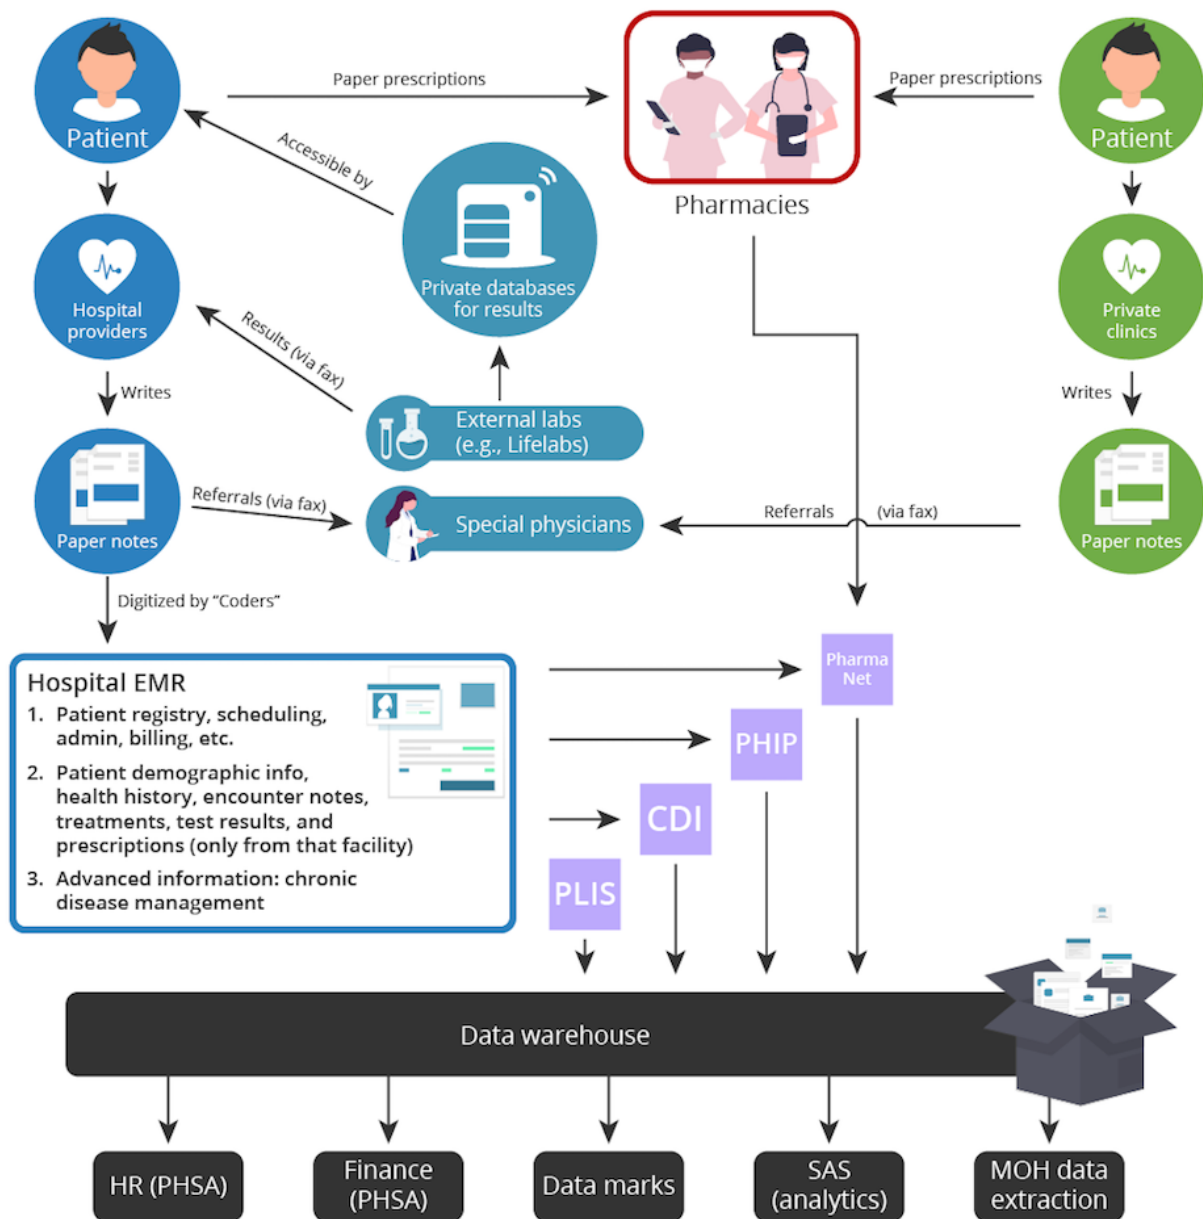 Patient
Paper prescriptions
Pharmacies
Paper prescriptions
Patient
Accessible by
Private databases
for results
Hospital
providers
Private
clinics
Results (via fax)
Writes
External labs
(e.g., Lifelabs)
Writes
Paper notes
Referrals (via fax)
Special physicians
Referrals (via fax)
Paper notes
Digitized by “Coders”
Hospital EMR
1. Patient registry, scheduling,
admin, billing, etc.
2. Patient demographic info,
health history, encounter notes,
treatments, test results, and
prescriptions (only from that facility)
3. Advanced information: chronic
disease management
Pharma
Net
PHIP
CDI
PLIS
Data warehouse
HR (PHSA)
Finance
(PHSA)
Data marks
SAS
(analytics)
MOH data
extraction